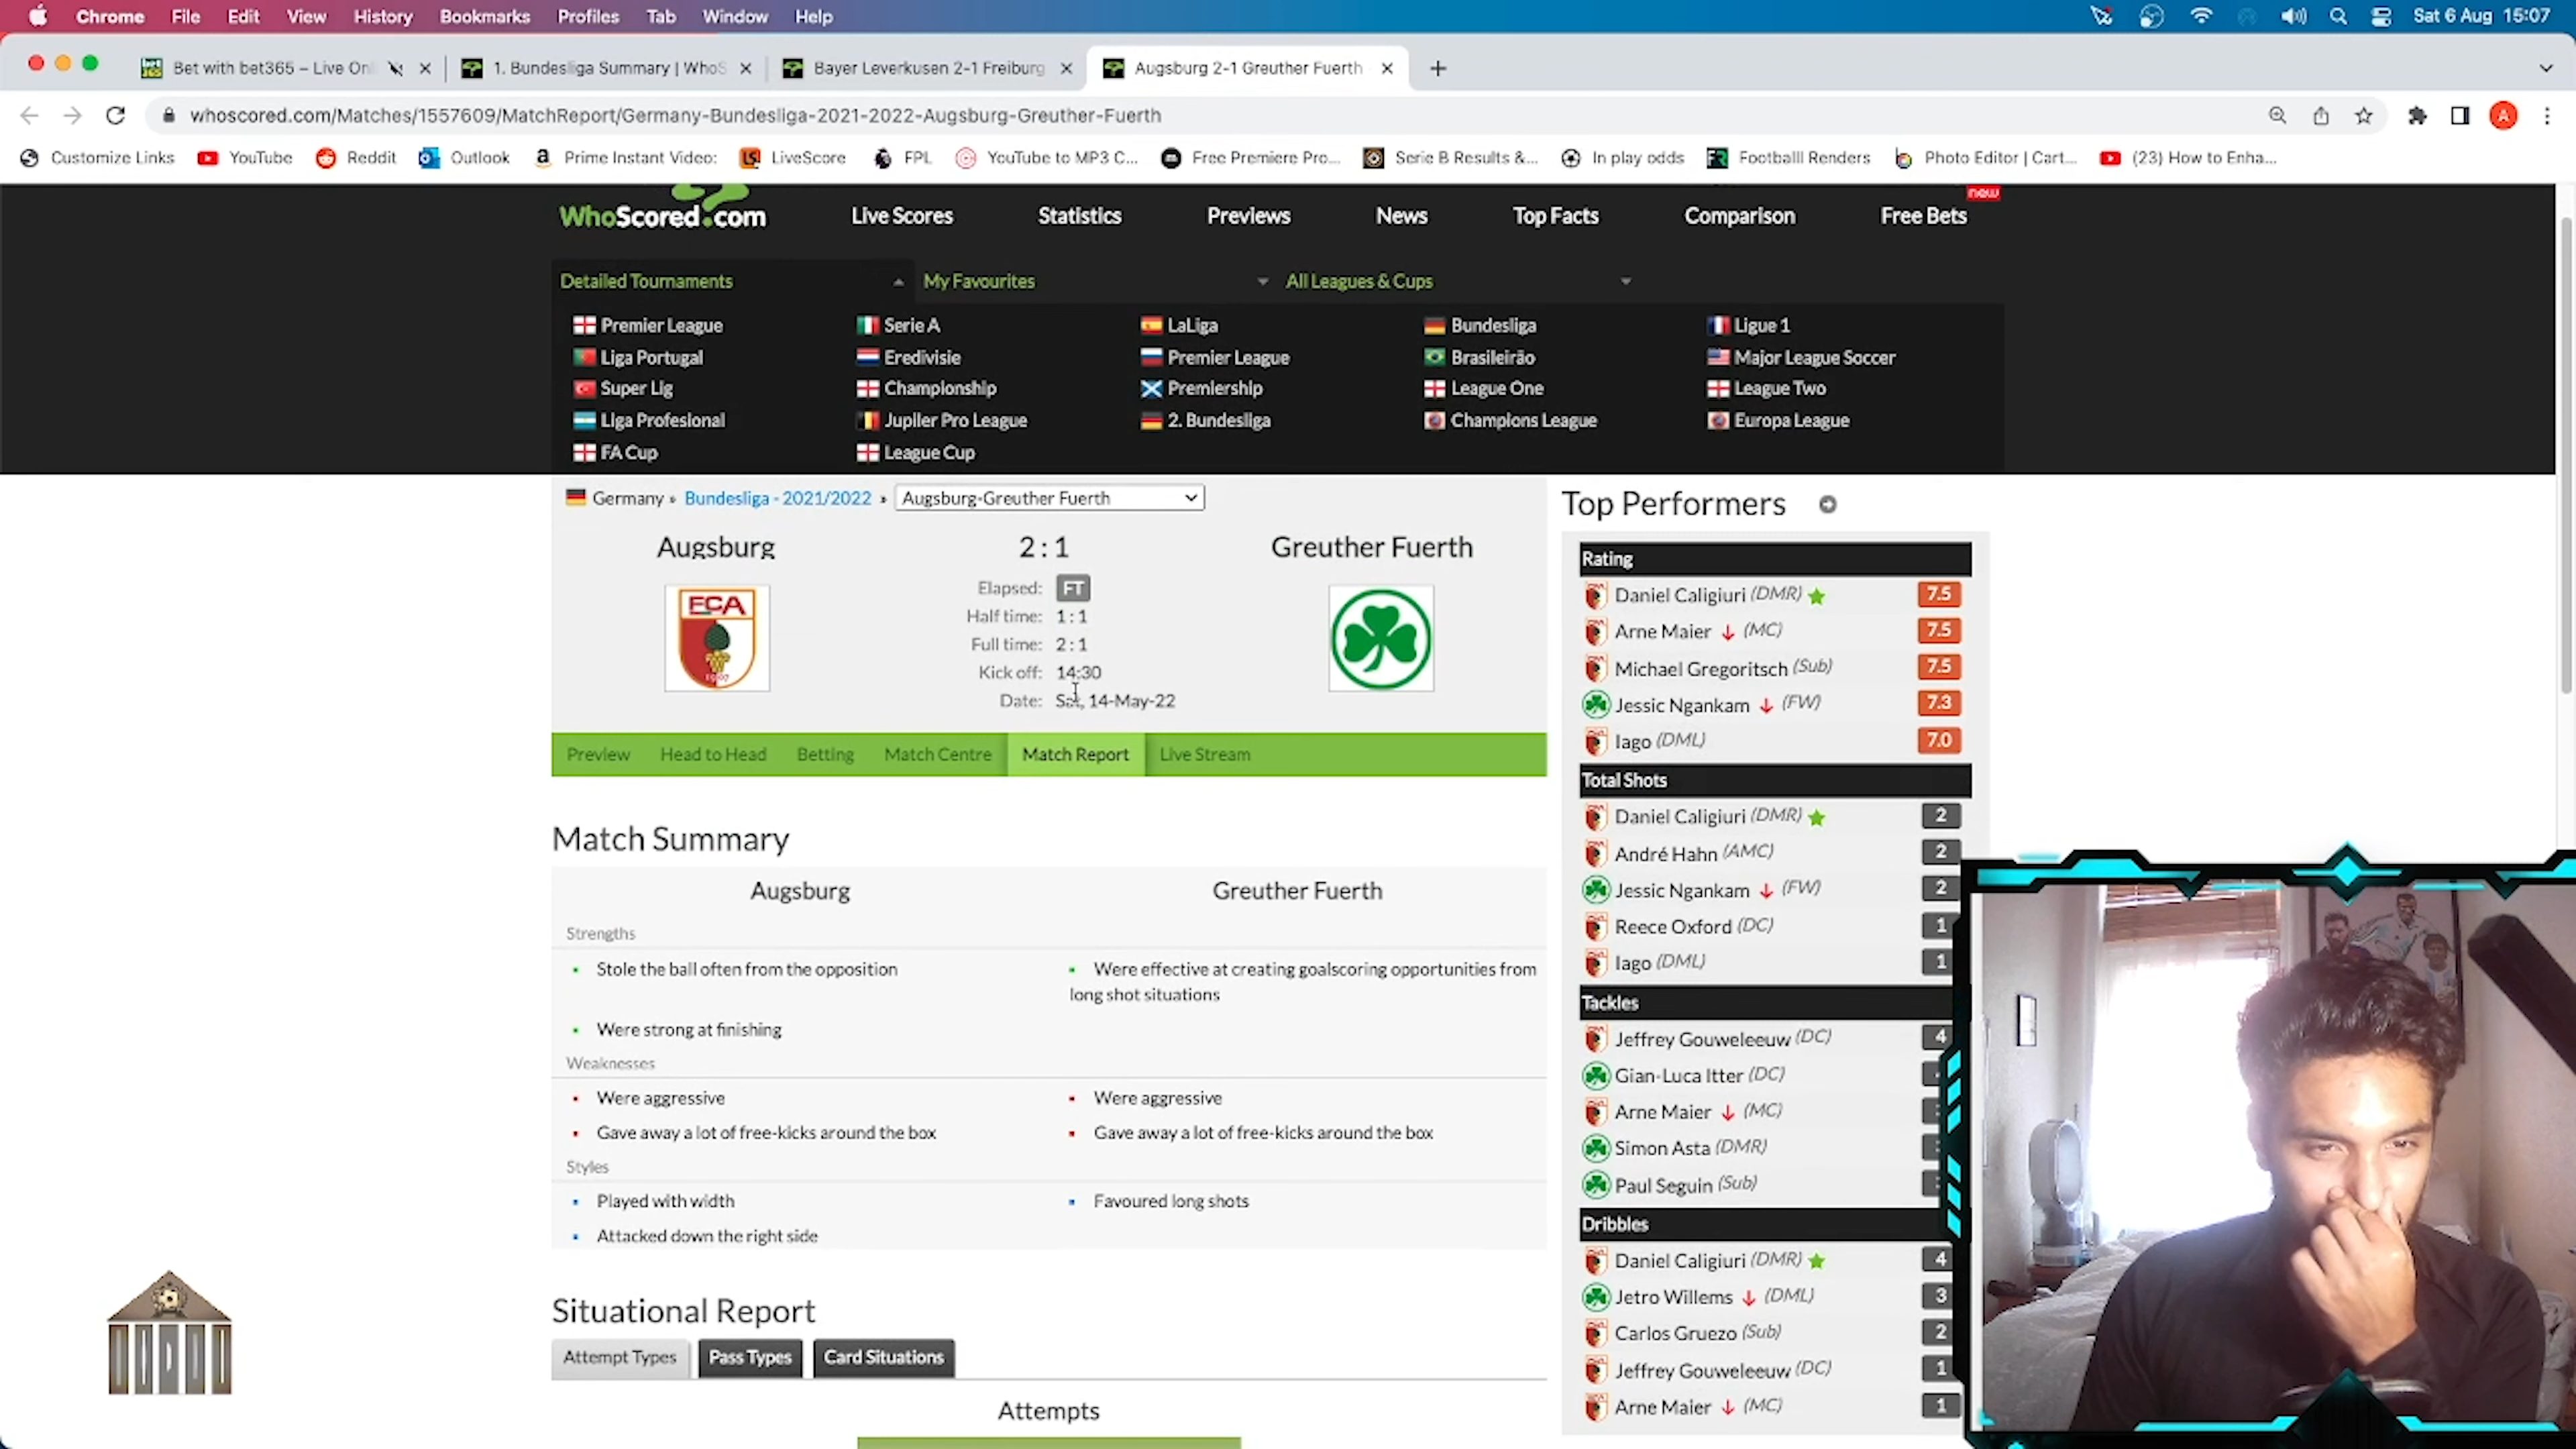 Chrome File Edit View History Bookmarks Profiles Tab Window Help Sat 6 Aug 15:07
Bet with bet365 – Live Onl 1. Bundesliga Summary | WhoS Bayer Leverkusen 2-1 Freiburg Augsburg 2-1 Greuther Fuerth
whoscored.com/Matches/1557609/MatchReport/Germany-Bundesliga-2021-2022-Augsburg-Greuther-Fuerth A
Customize Links YouTube Reddit Outlook Prime Instant Video: LiveScore FPL YouTube to MP3 C... Free Premiere Pro... Serie B Results &... In play odds Footballl Renders Photo Editor | Cart... (23) How to Enha...
new
WhoScored.com Live Scores Statistics Previews News Top Facts Comparison Free Bets
Detailed Tournaments My Favourites All Leagues & Cups
Premier League Serie A LaLiga Bundesliga Ligue 1
Liga Portugal Eredivisie Premier League Brasileirão Major League Soccer
Super Lig Championship Premiership League One League Two
Liga Profesional Jupiler Pro League 2. Bundesliga Champions League Europa League
FA Cup League Cup
Germany » Bundesliga - 2021/2022 » Augsburg-Greuther Fuerth
Augsburg 2 : 1 Greuther Fuerth
FCA
1907
Elapsed: FT
Half time: 1 : 1
Full time: 2 : 1
Kick off: 14:30
Date: Sat, 14-May-22
Preview Head to Head Betting Match Centre Match Report Live Stream
Match Summary
Augsburg Greuther Fuerth
Strengths
Stole the ball often from the opposition Were effective at creating goalscoring opportunities from
long shot situations
Were strong at finishing
Weaknesses
Were aggressive Were aggressive
Gave away a lot of free-kicks around the box Gave away a lot of free-kicks around the box
Styles
Played with width Favoured long shots
Attacked down the right side
Situational Report
Attempt Types Pass Types Card Situations
Attempts
Top Performers
Rating
Daniel Caligiuri (DMR) 7.5
Arne Maier (MC) 7.5
Michael Gregoritsch (Sub) 7.5
Jessic Ngankam (FW) 7.3
Iago (DML) 7.0
Total Shots
Daniel Caligiuri (DMR) 2
André Hahn (AMC) 2
Jessic Ngankam (FW) 2
Reece Oxford (DC) 1
Iago (DML) 1
Tackles
Jeffrey Gouweleeuw (DC) 4
Gian-Luca Itter (DC)
Arne Maier (MC)
Simon Asta (DMR)
Paul Seguin (Sub)
Dribbles
Daniel Caligiuri (DMR) 4
Jetro Willems (DML) 3
Carlos Gruezo (Sub) 2
Jeffrey Gouweleeuw (DC) 1
Arne Maier (MC) 1